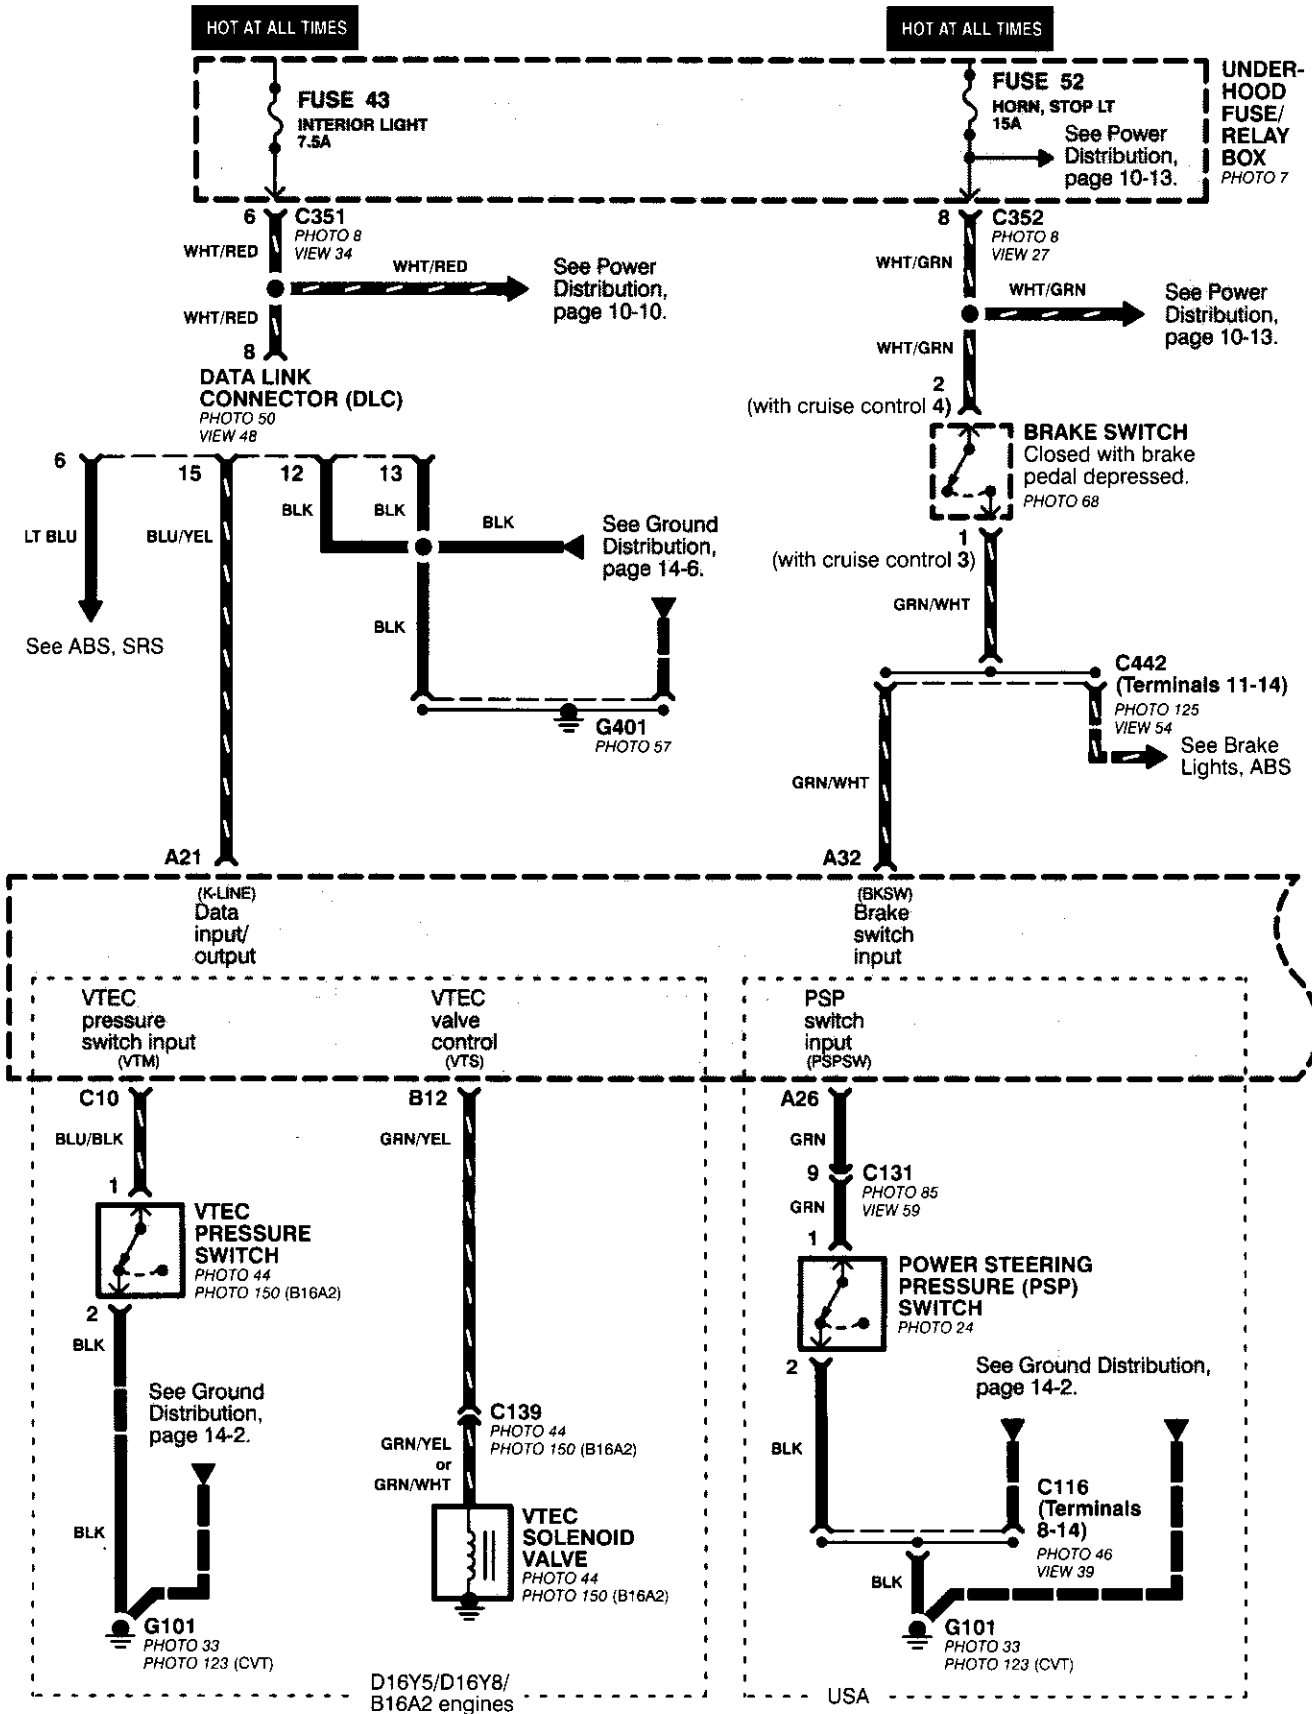 HOT AT ALL TIMES
HOT AT ALL TIMES
FUSE 43
INTERIOR LIGHT
7.5A
FUSE 52
HORN, STOP LT
15A
See Power
Distribution,
page 10-13.
UNDER-
HOOD
FUSE/
RELAY
BOX
PHOTO 7
6
C351
PHOTO 8
VIEW 34
WHT/RED
WHT/RED
See Power
Distribution,
page 10-10.
WHT/RED
8
DATA LINK
CONNECTOR (DLC)
PHOTO 50
VIEW 48
8
C352
PHOTO 8
VIEW 27
WHT/GRN
WHT/GRN
See Power
Distribution,
page 10-13.
WHT/GRN
2
(with cruise control 4)
BRAKE SWITCH
Closed with brake
pedal depressed.
PHOTO 68
1
(with cruise control 3)
GRN/WHT
C442
(Terminals 11-14)
PHOTO 125
VIEW 54
See Brake
Lights, ABS
GRN/WHT
6
15
12
13
LT BLU
BLU/YEL
BLK
BLK
BLK
See Ground
Distribution,
page 14-6.
BLK
See ABS, SRS
G401
PHOTO 57
A21
A32
(K-LINE)
Data
input/
output
(BKSW)
Brake
switch
input
VTEC
pressure
switch input
(VTM)
VTEC
valve
control
(VTS)
PSP
switch
input
(PSPSW)
C10
BLU/BLK
1
VTEC
PRESSURE
SWITCH
PHOTO 44
PHOTO 150 (B16A2)
2
BLK
See Ground
Distribution,
page 14-2.
BLK
G101
PHOTO 33
PHOTO 123 (CVT)
B12
GRN/YEL
C139
PHOTO 44
PHOTO 150 (B16A2)
GRN/YEL
or
GRN/WHT
VTEC
SOLENOID
VALVE
PHOTO 44
PHOTO 150 (B16A2)
D16Y5/D16Y8/
B16A2 engines
A26
GRN
9
C131
PHOTO 85
VIEW 59
GRN
1
POWER STEERING
PRESSURE (PSP)
SWITCH
PHOTO 24
2
See Ground Distribution,
page 14-2.
BLK
C116
(Terminals
8-14)
PHOTO 46
VIEW 39
BLK
G101
PHOTO 33
PHOTO 123 (CVT)
USA